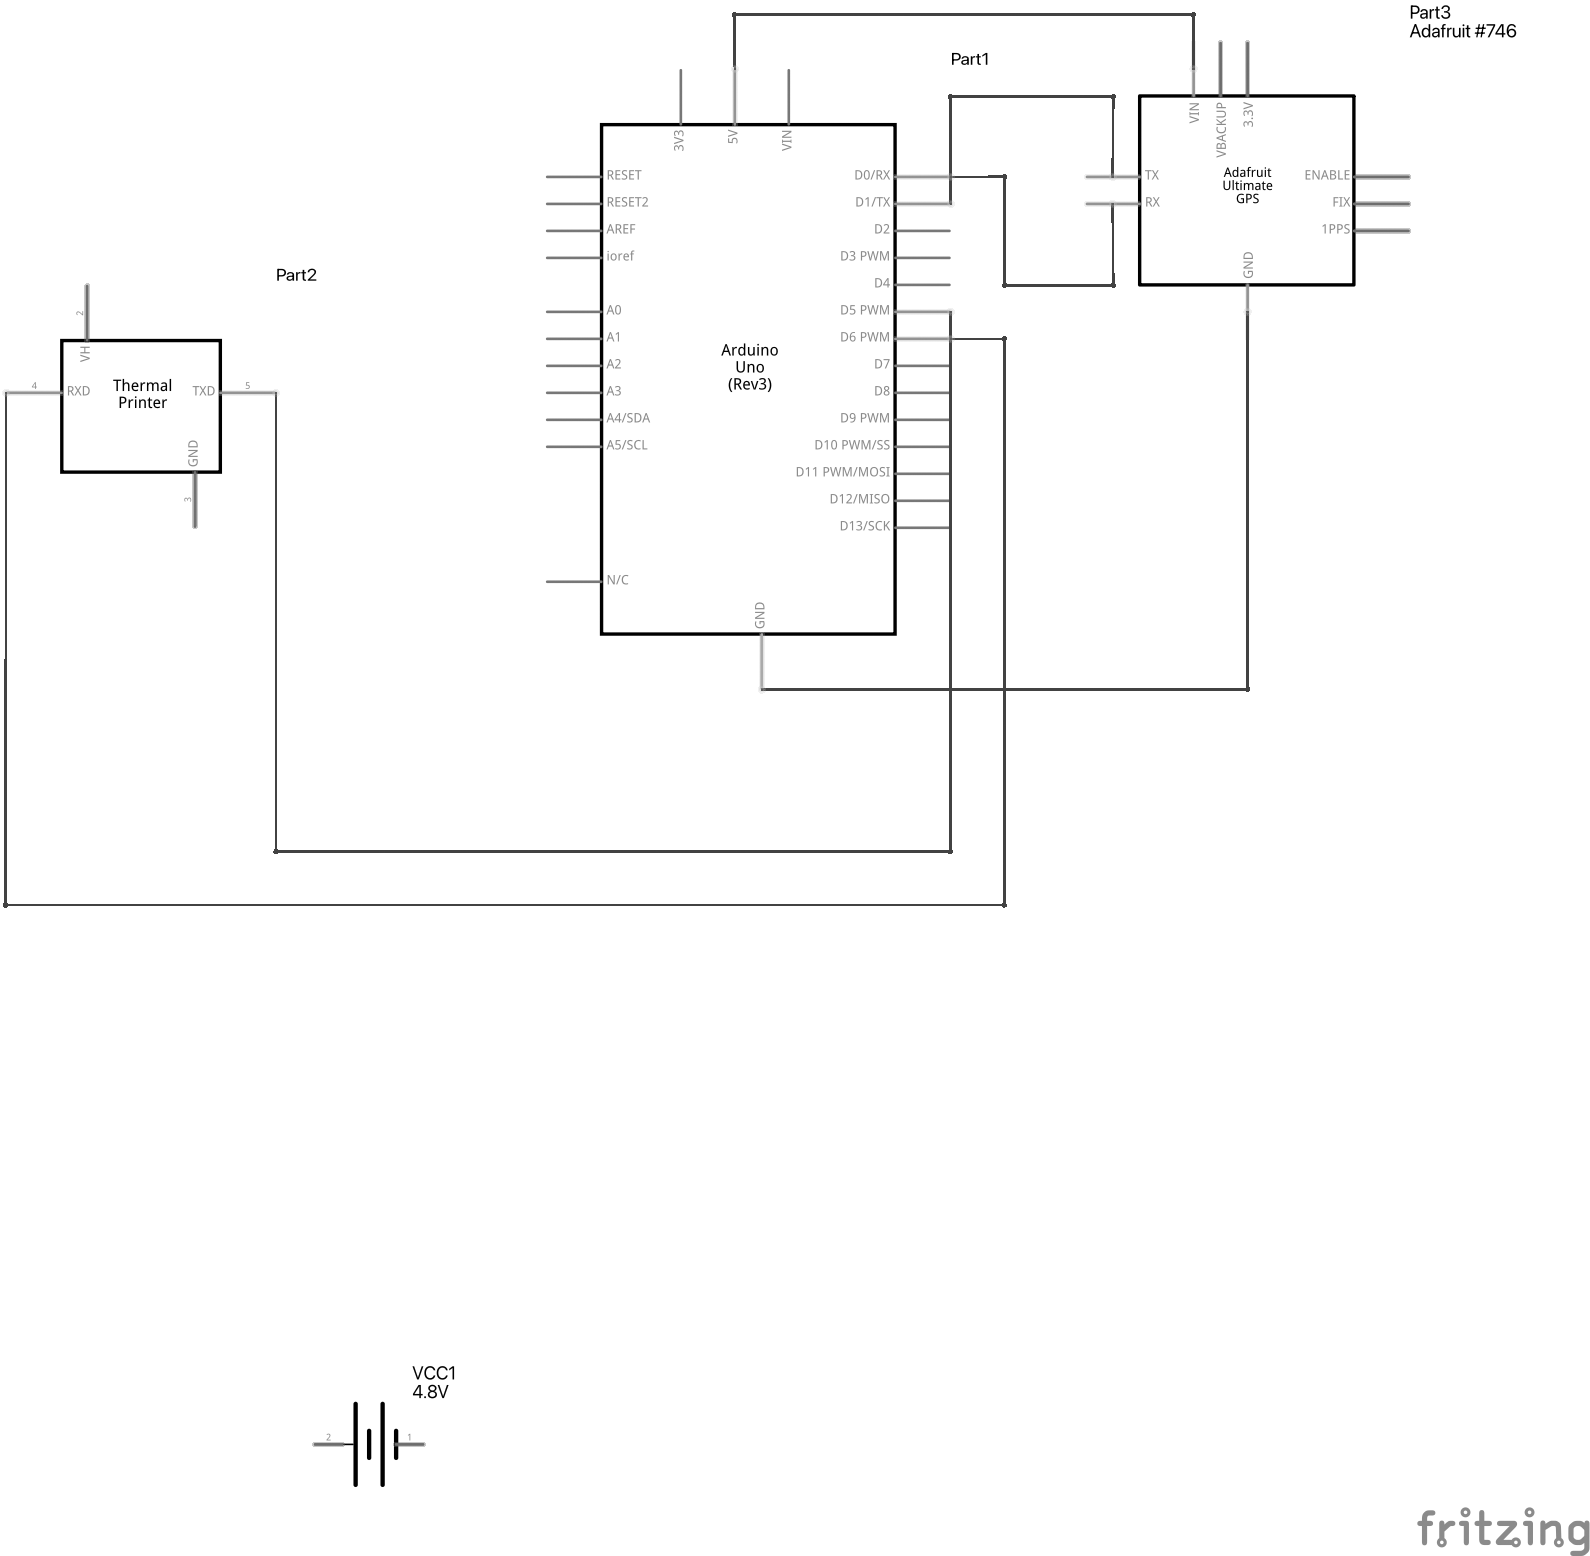 Part3
Adafruit #746
Part1
3V3
5V
VIN
VIN
VBACKUP
3.3V
RESET
RESET2
AREF
ioref
A0
A1
A2
A3
A4/SDA
A5/SCL
N/C
Arduino
Uno
(Rev3)
D0/RX
D1/TX
D2
D3 PWM
D4
D5 PWM
D6 PWM
D7
D8
D9 PWM
D10 PWM/SS
D11 PWM/MOSI
D12/MISO
D13/SCK
GND
TX
RX
Adafruit
Ultimate
GPS
ENABLE
FIX
1PPS
GND
Part2
2
VH
4
RXD
Thermal
Printer
TXD
5
GND
3
VCC1
4.8V
2
1
fritzing